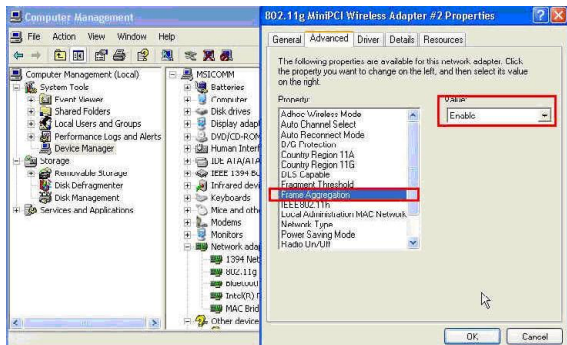 Computer Management
File Action View Window Help
Computer Management (Local)
System Tools
Event Viewer
Shared Folders
Local Users and Groups
Performance Logs and Alerts
Device Manager
Storage
Removable Storage
Disk Defragmenter
Disk Management
Services and Applications
MSICOMM
Batteries
Computer
Disk drives
Display adapt
DVD/CD-ROM
Human Interf
IDE ATA/ATA
IEEE 1394 Bu
Infrared devi
Keyboards
Mice and oth
Modems
Monitors
Network adap
1394 Net
802.11g
Bluetoot
Intel(R)
MAC Brid
Other device
802.11g MiniPCI Wireless Adapter #2 Properties
General Advanced Driver Details Resources
The following properties are available for this network adapter. Click
the property you want to change on the left, and then select its value
on the right.
Property:
Value:
Adhoc Wireless Mode
Auto Channel Select
Auto Reconnect Mode
B/G Protection
Country Region 11A
Country Region 11G
DLS Capable
Fragment Threshold
Frame Aggregation
IEEE802.11h
Local Administration MAC Network
Network Type
Power Saving Mode
Radio On/Off
Enable
OK Cancel